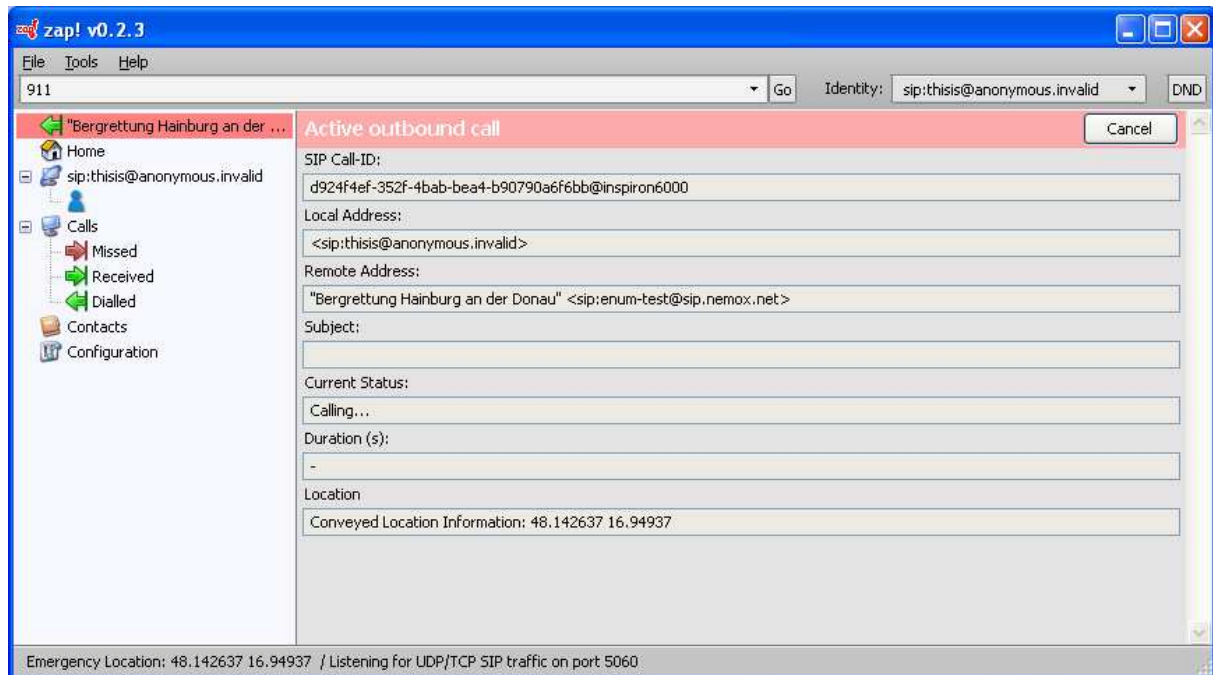 zap! zap! v0.2.3
File Tools Help
911 Go Identity: sip:thisis@anonymous.invalid DND
"Bergrettung Hainburg an der ...
Home
sip:thisis@anonymous.invalid
Calls
Missed
Received
Dialled
Contacts
Configuration
Active outbound call Cancel
SIP Call-ID:
d924f4ef-352f-4bab-bea4-b90790a6f6bb@inspiron6000
Local Address:
<sip:thisis@anonymous.invalid>
Remote Address:
"Bergrettung Hainburg an der Donau" <sip:enum-test@sip.nemox.net>
Subject:
Current Status:
Calling...
Duration (s):
-
Location
Conveyed Location Information: 48.142637 16.94937
Emergency Location: 48.142637 16.94937 / Listening for UDP/TCP SIP traffic on port 5060